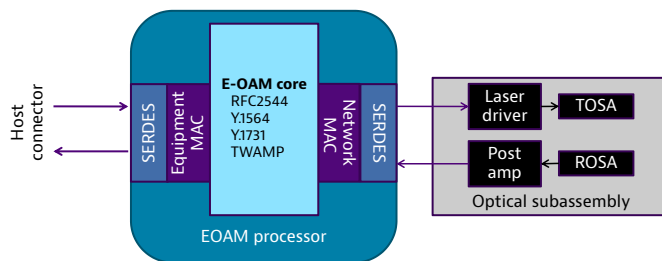 Host
connector
SERDES
Equipment
MAC
E-OAM core
RFC2544
Y.1564
Y.1731
TWAMP
Network
MAC
SERDES
EOAM processor
Laser
driver
TOSA
Post
amp
ROSA
Optical subassembly